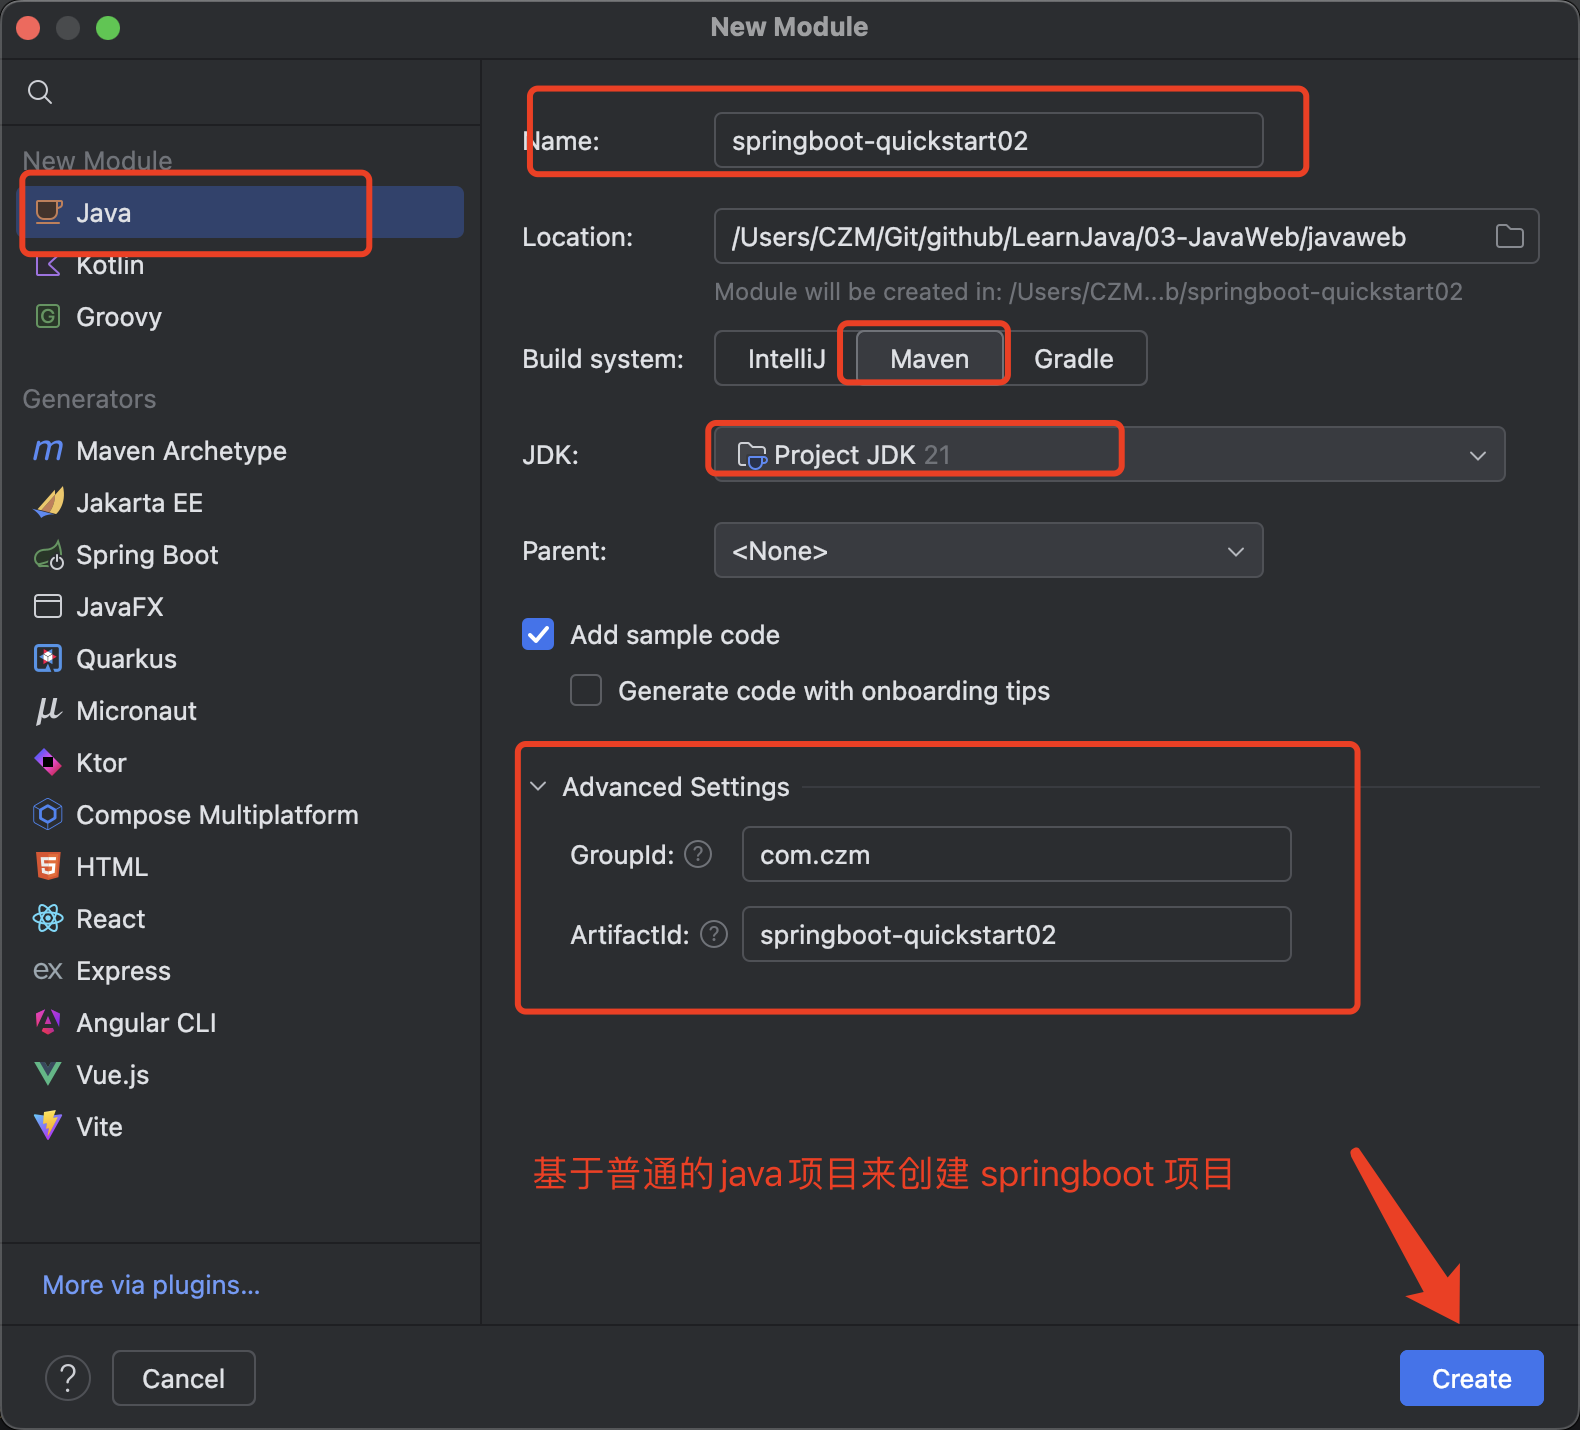 New Module
New Module
Java
Kotlin
Groovy
Generators
Maven Archetype
Jakarta EE
Spring Boot
JavaFX
Quarkus
Micronaut
Ktor
Compose Multiplatform
HTML
React
Express
Angular CLI
Vue.js
Vite
More via plugins...
Name: springboot-quickstart02
Location: /Users/CZM/Git/github/LearnJava/03-JavaWeb/javaweb
Module will be created in: /Users/CZM...b/springboot-quickstart02
Build system: IntelliJ Maven Gradle
JDK: Project JDK 21
Parent: <None>
Add sample code
Generate code with onboarding tips
Advanced Settings
GroupId: ? com.czm
ArtifactId: ? springboot-quickstart02
基于普通的java项目来创建 springboot 项目
? Cancel Create